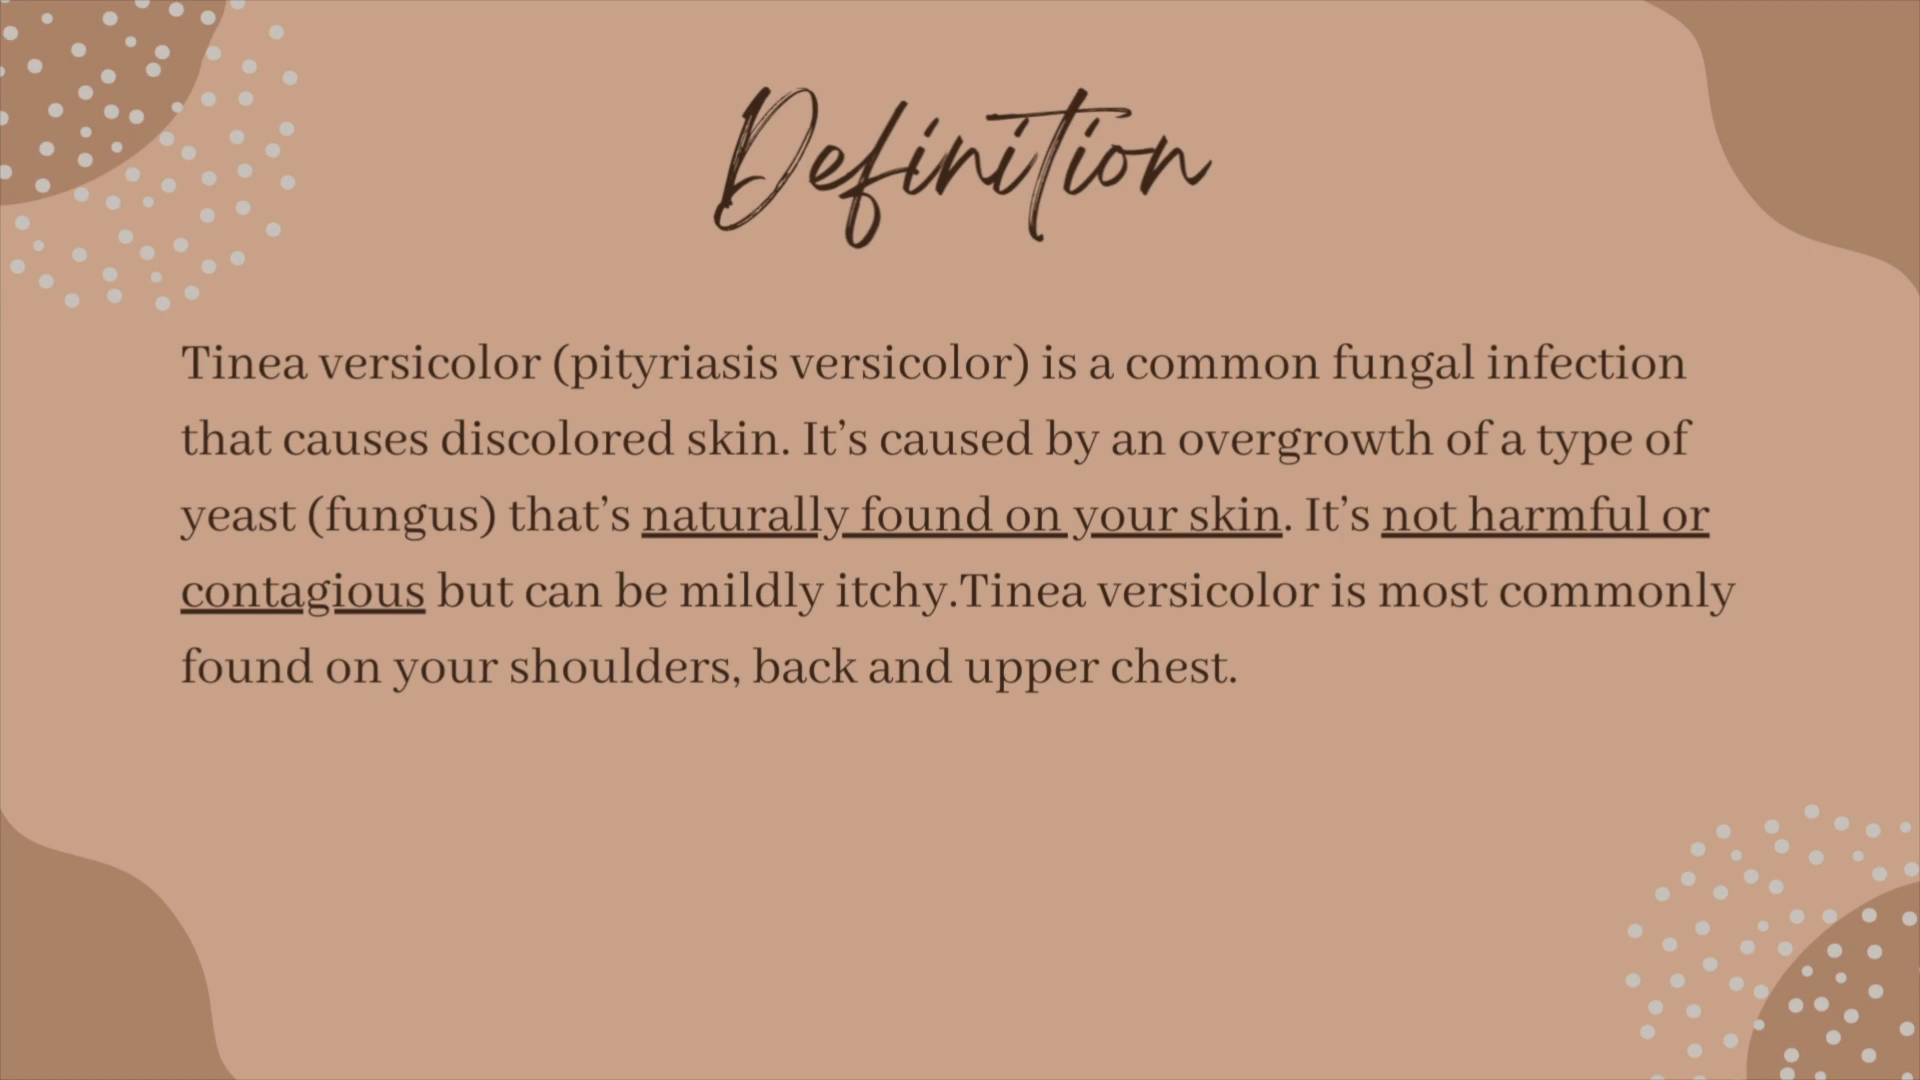 Definition
Tinea versicolor (pityriasis versicolor) is a common fungal infection
that causes discolored skin. It’s caused by an overgrowth of a type of
yeast (fungus) that’s naturally found on your skin. It’s not harmful or
contagious but can be mildly itchy.Tinea versicolor is most commonly
found on your shoulders, back and upper chest.